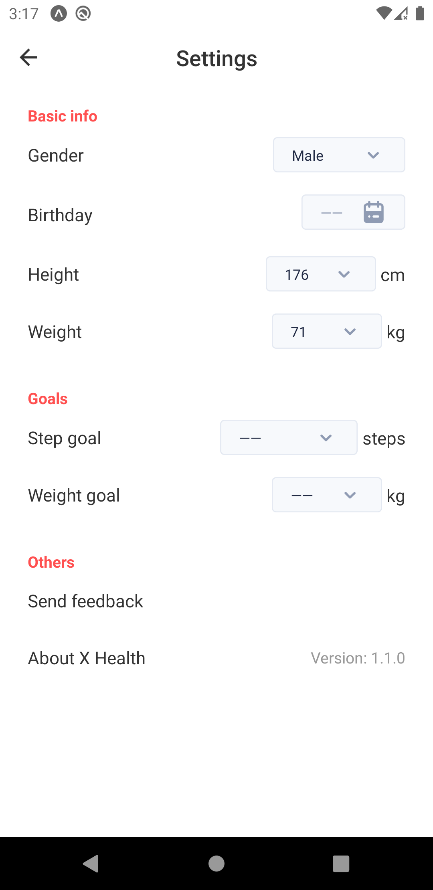 3:17
Settings
Basic info
Gender Male
Birthday ––
Height 176 cm
Weight 71 kg
Goals
Step goal –– steps
Weight goal –– kg
Others
Send feedback
About X Health Version: 1.1.0